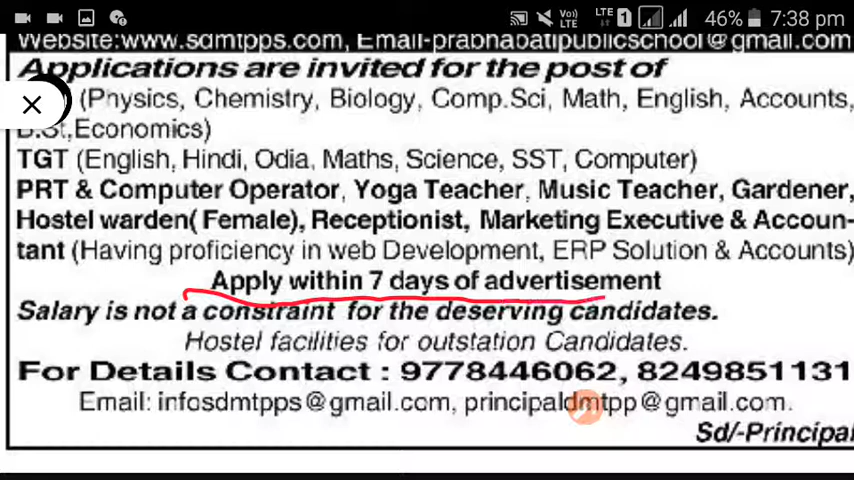 LTE 46% 7:38 pm
Website:www.sdmtpps.com, Email-prabhabatipublicschool@gmail.com
Applications are invited for the post of
(Physics, Chemistry, Biology, Comp.Sci, Math, English, Accounts,
B.St,Economics)
TGT (English, Hindi, Odia, Maths, Science, SST, Computer)
PRT & Computer Operator, Yoga Teacher, Music Teacher, Gardener,
Hostel warden( Female), Receptionist, Marketing Executive & Accoun-
tant (Having proficiency in web Development, ERP Solution & Accounts)
Apply within 7 days of advertisement
Salary is not a constraint for the deserving candidates.
Hostel facilities for outstation Candidates.
For Details Contact : 9778446062, 8249851131
Email: infosdmtpps@gmail.com, principaldmtpp@gmail.com.
Sd/-Principal